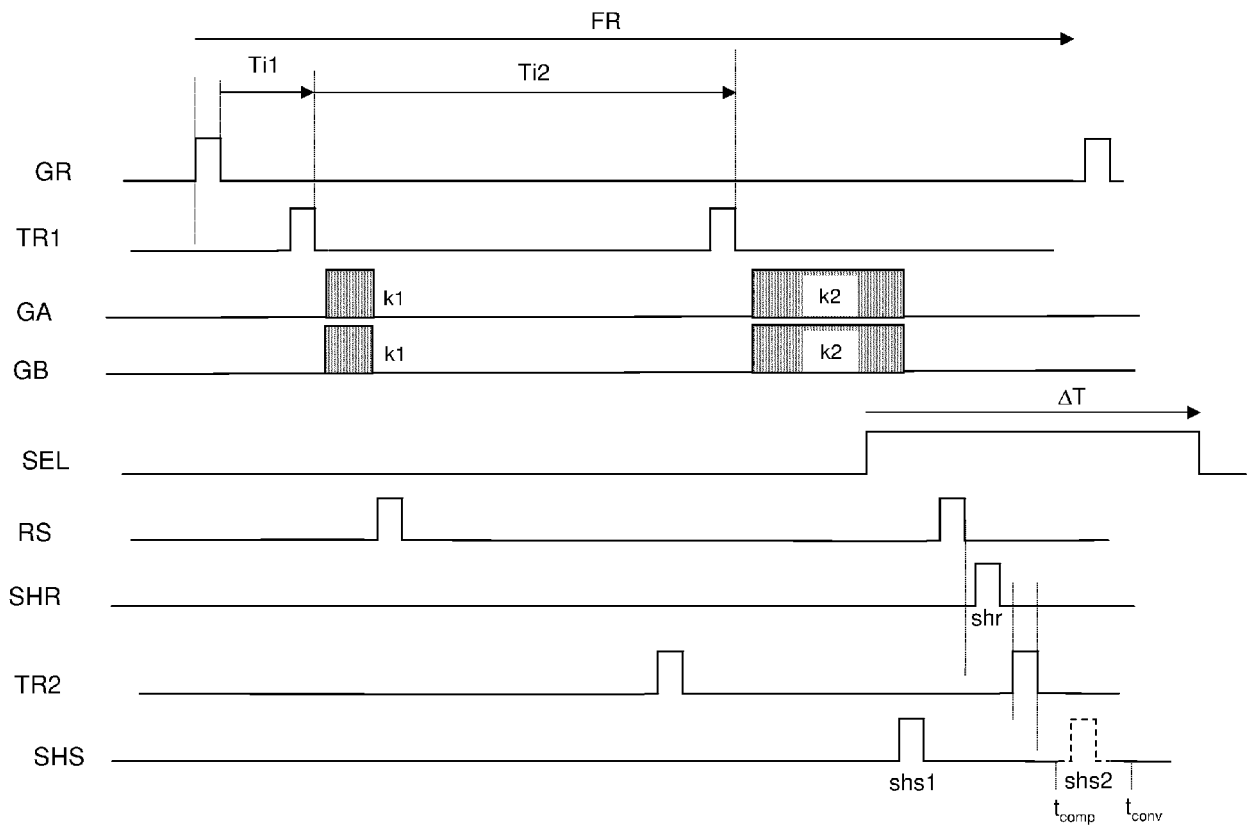 FR
Ti1
Ti2
GR
TR1
GA
k1
k2
GB
k1
k2
ΔT
SEL
RS
SHR
shr
TR2
SHS
shs1
shs2
tcomp
tconv